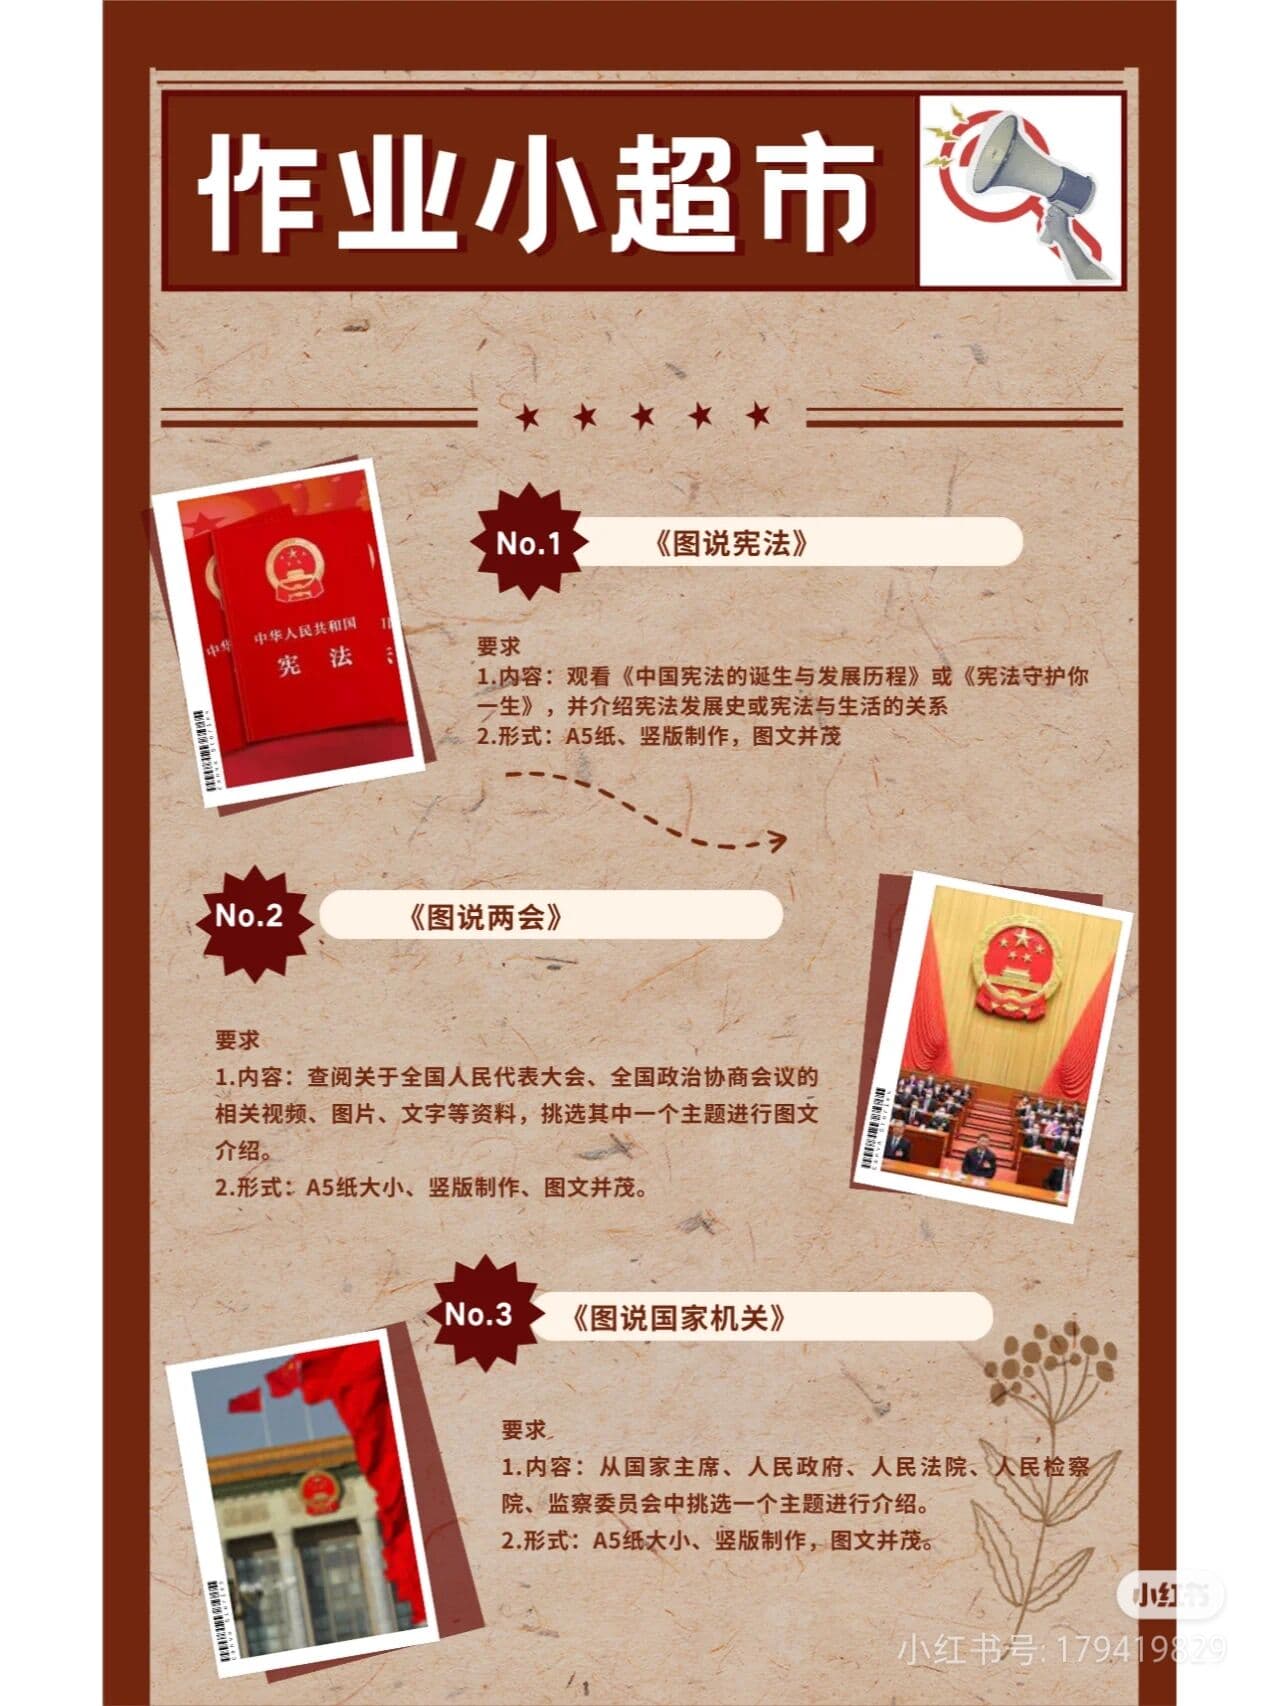 作业小超市
No.1
《图说宪法》
中华人民共和国
宪 法
要求
1.内容：观看《中国宪法的诞生与发展历程》或《宪法守护你
一生》，并介绍宪法发展史或宪法与生活的关系
2.形式：A5纸、竖版制作，图文并茂
No.2
《图说两会》
要求
1.内容：查阅关于全国人民代表大会、全国政治协商会议的
相关视频、图片、文字等资料，挑选其中一个主题进行图文
介绍。
2.形式：A5纸大小、竖版制作、图文并茂。
No.3
《图说国家机关》
要求
1.内容：从国家主席、人民政府、人民法院、人民检察
院、监察委员会中挑选一个主题进行介绍。
2.形式：A5纸大小、竖版制作，图文并茂。
小红书
小红书号: 179419829